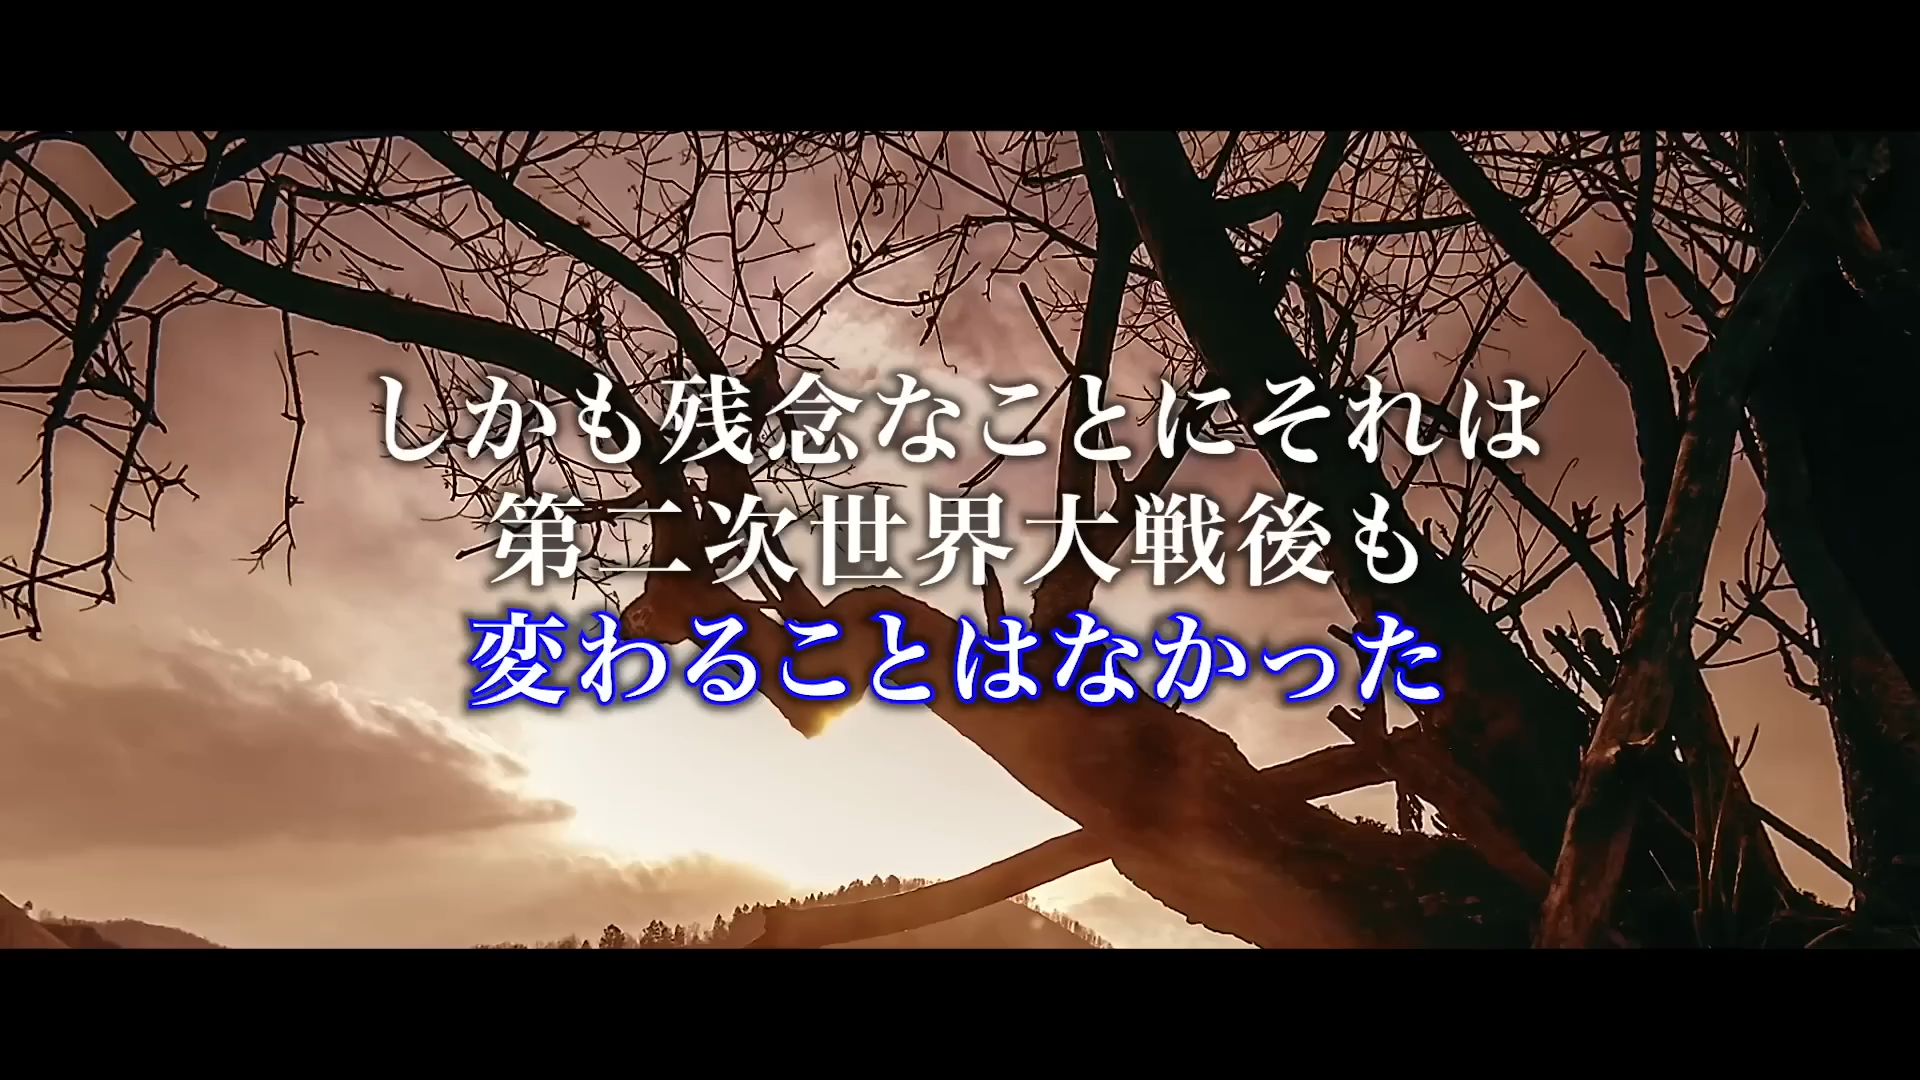 しかも残念なことにそれは
第二次世界大戦後も
変わることはなかった